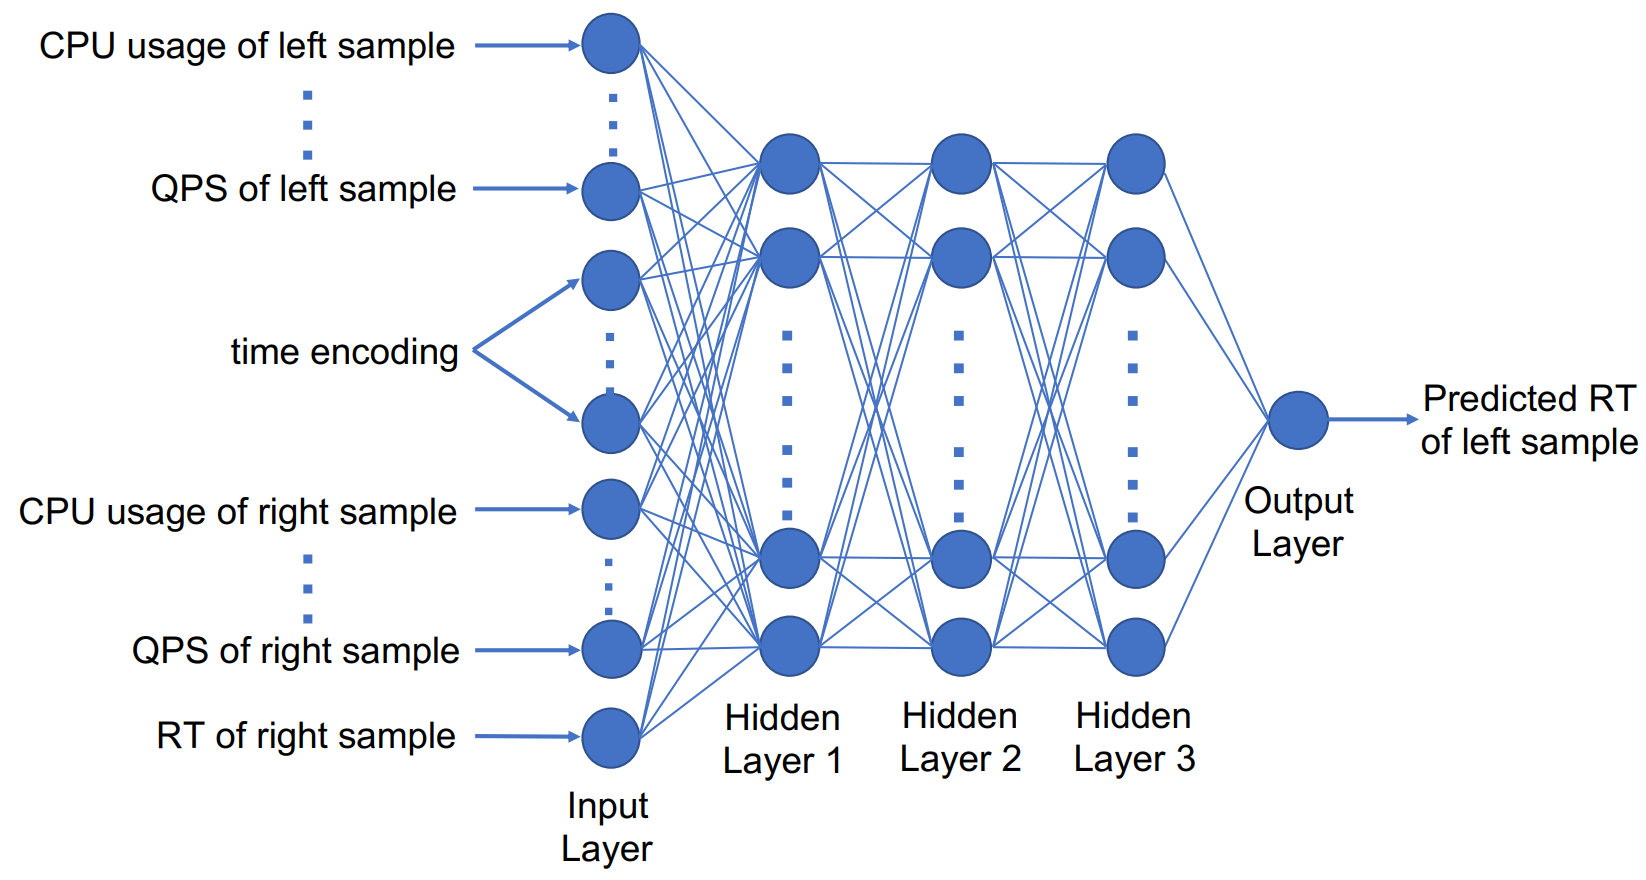 CPU usage of left sample
QPS of left sample
time encoding
CPU usage of right sample
QPS of right sample
RT of right sample
Input
Layer
Hidden
Layer 1
Hidden
Layer 2
Hidden
Layer 3
Output
Layer
Predicted RT
of left sample